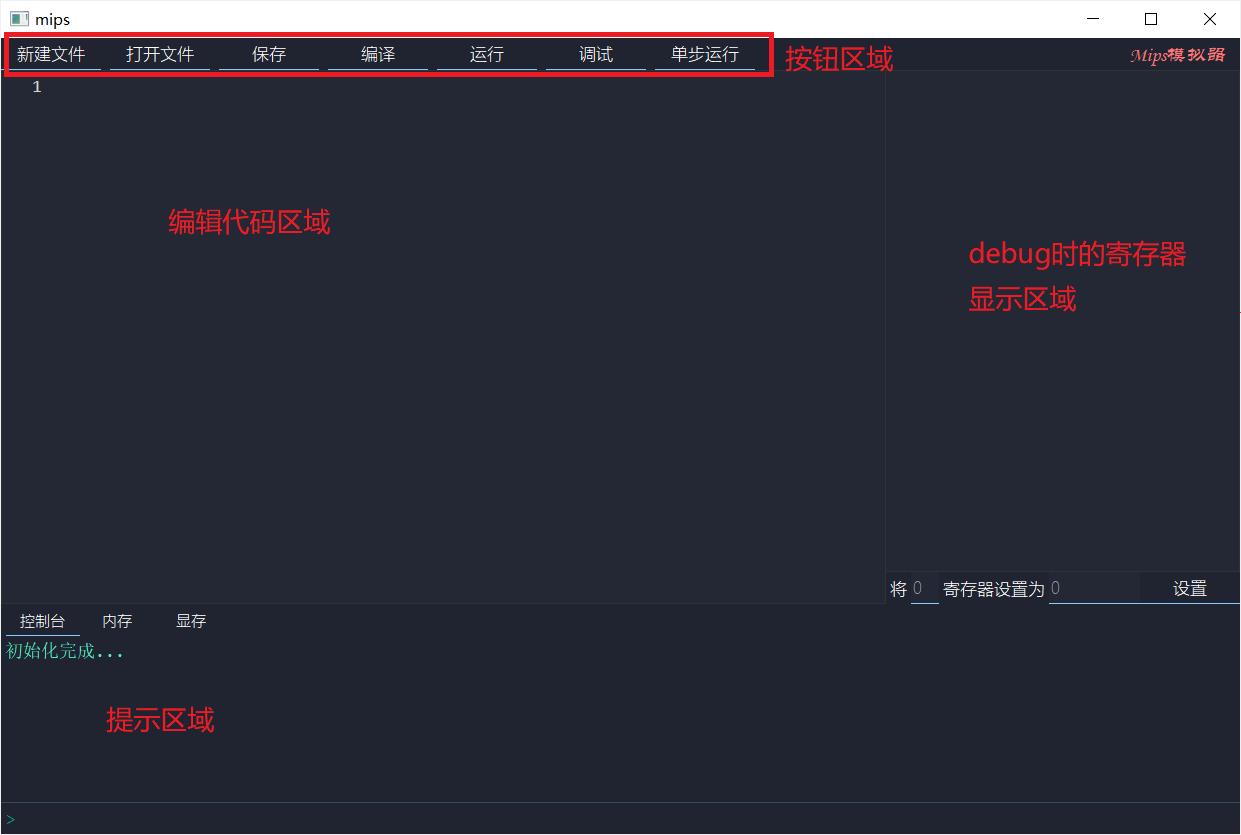 mips
新建文件 打开文件 保存 编译 运行 调试 单步运行 按钮区域 Mips模拟器
1
编辑代码区域
debug时的寄存器
显示区域
将 0 寄存器设置为 0 设置
控制台 内存 显存
初始化完成...
提示区域
>